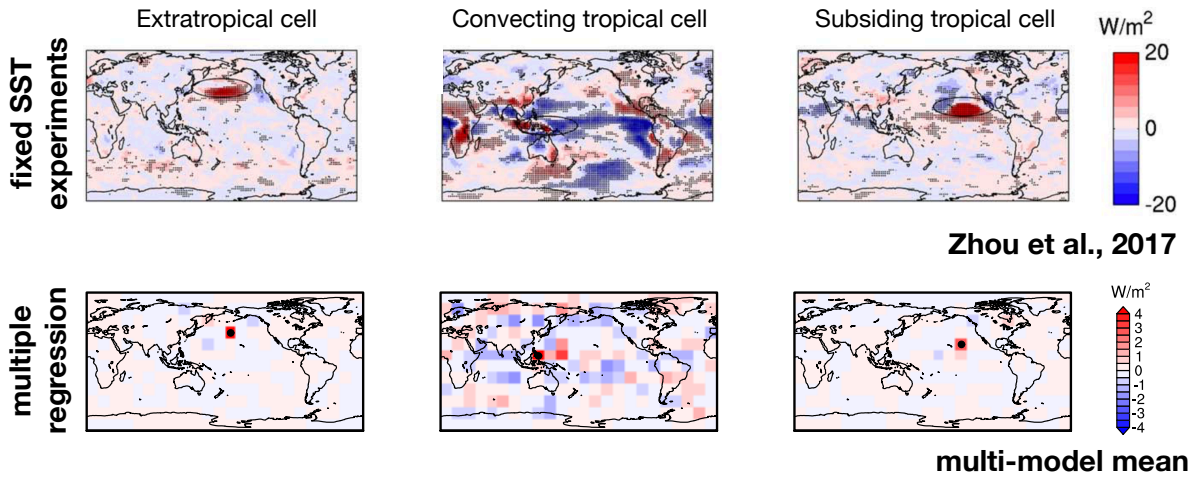 Extratropical cell
Convecting tropical cell
Subsiding tropical cell
W/m²
fixed SST
experiments
20
0
-20
Zhou et al., 2017
multiple
regression
W/m²
4
3
2
1
0
-1
-2
-3
-4
multi-model mean